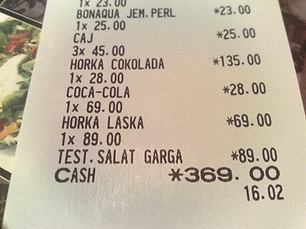 1x 23.00
BONAQUA JEM.PERL *23.00
1x 25.00
CAJ *25.00
3x 45.00
HORKA COKOLADA *135.00
1x 28.00
COCA-COLA *28.00
1x 69.00
HORKA LASKA *69.00
1x 89.00
TEST.SALAT GARGA *89.00
CASH *369.00
16.02